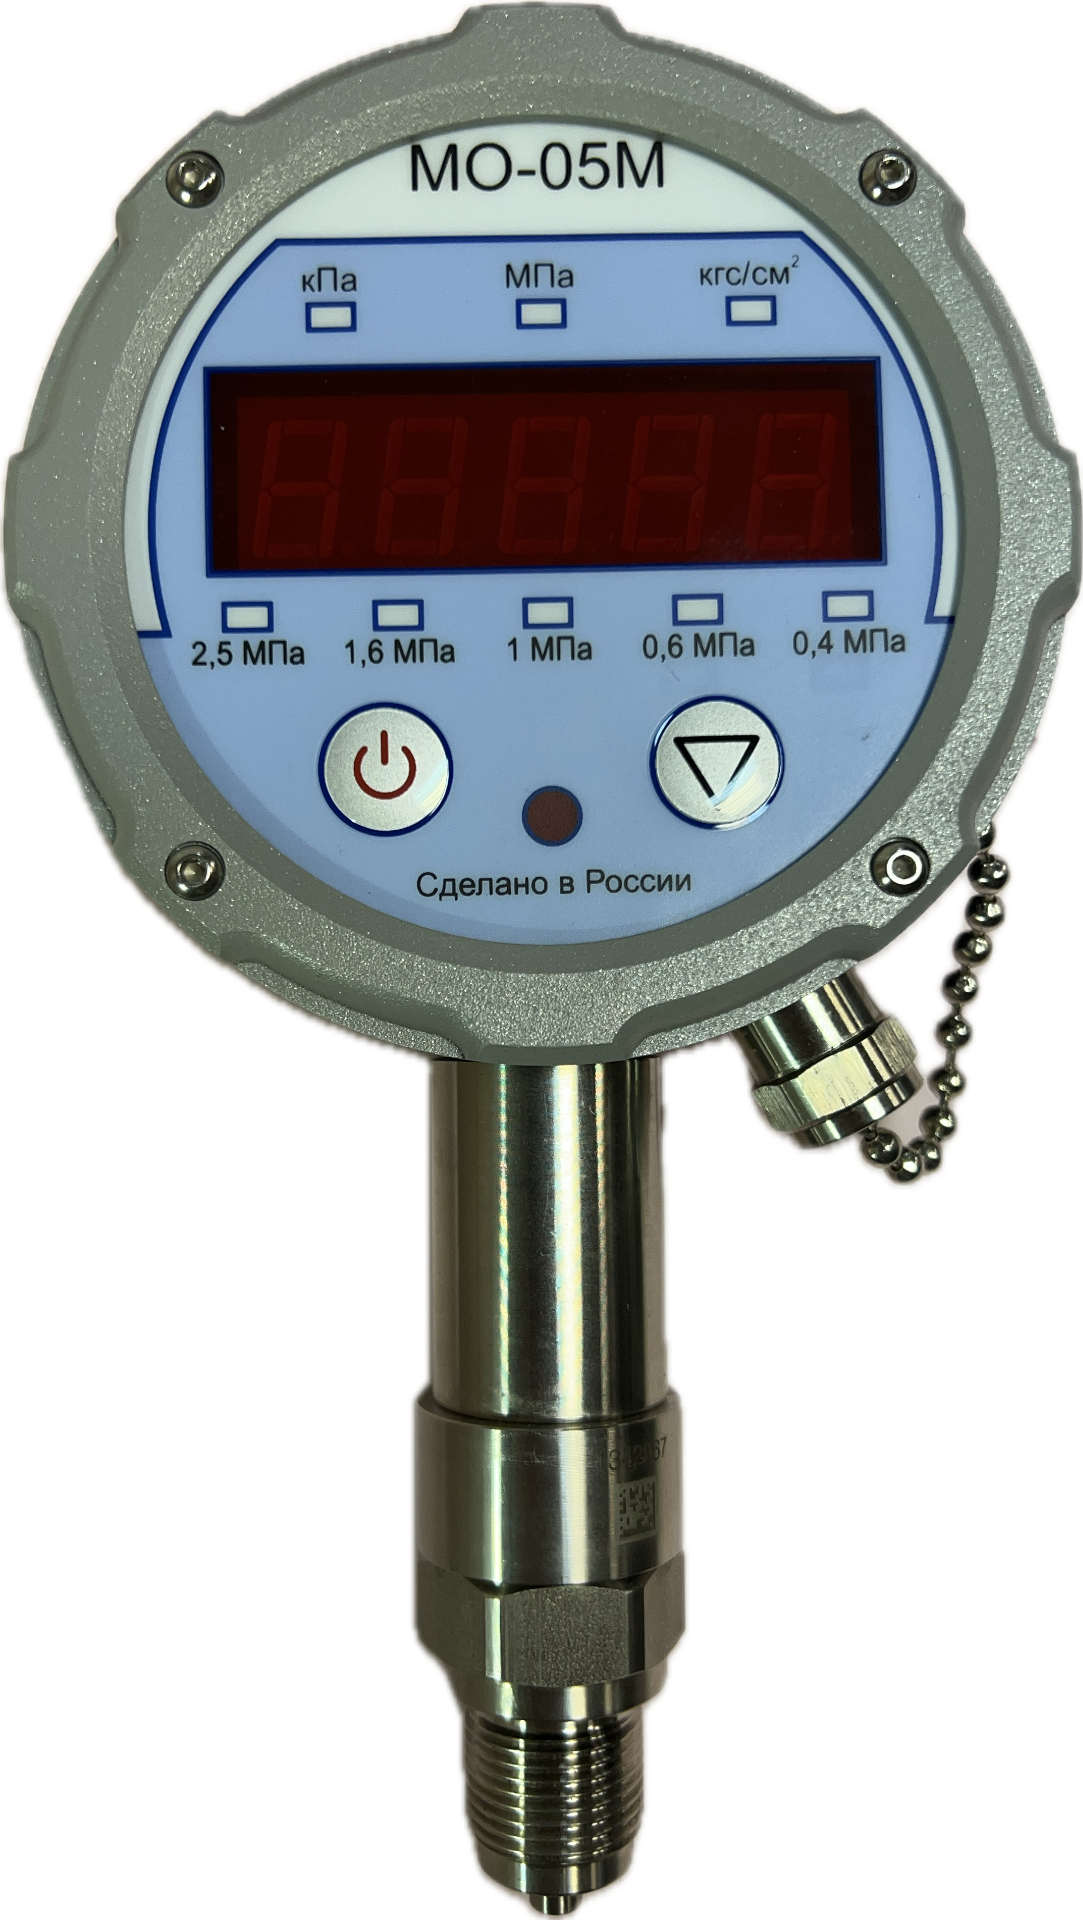 МО-05М
кПа МПа кгс/см²
2,5 МПа 1,6 МПа 1 МПа 0,6 МПа 0,4 МПа
Сделано в России